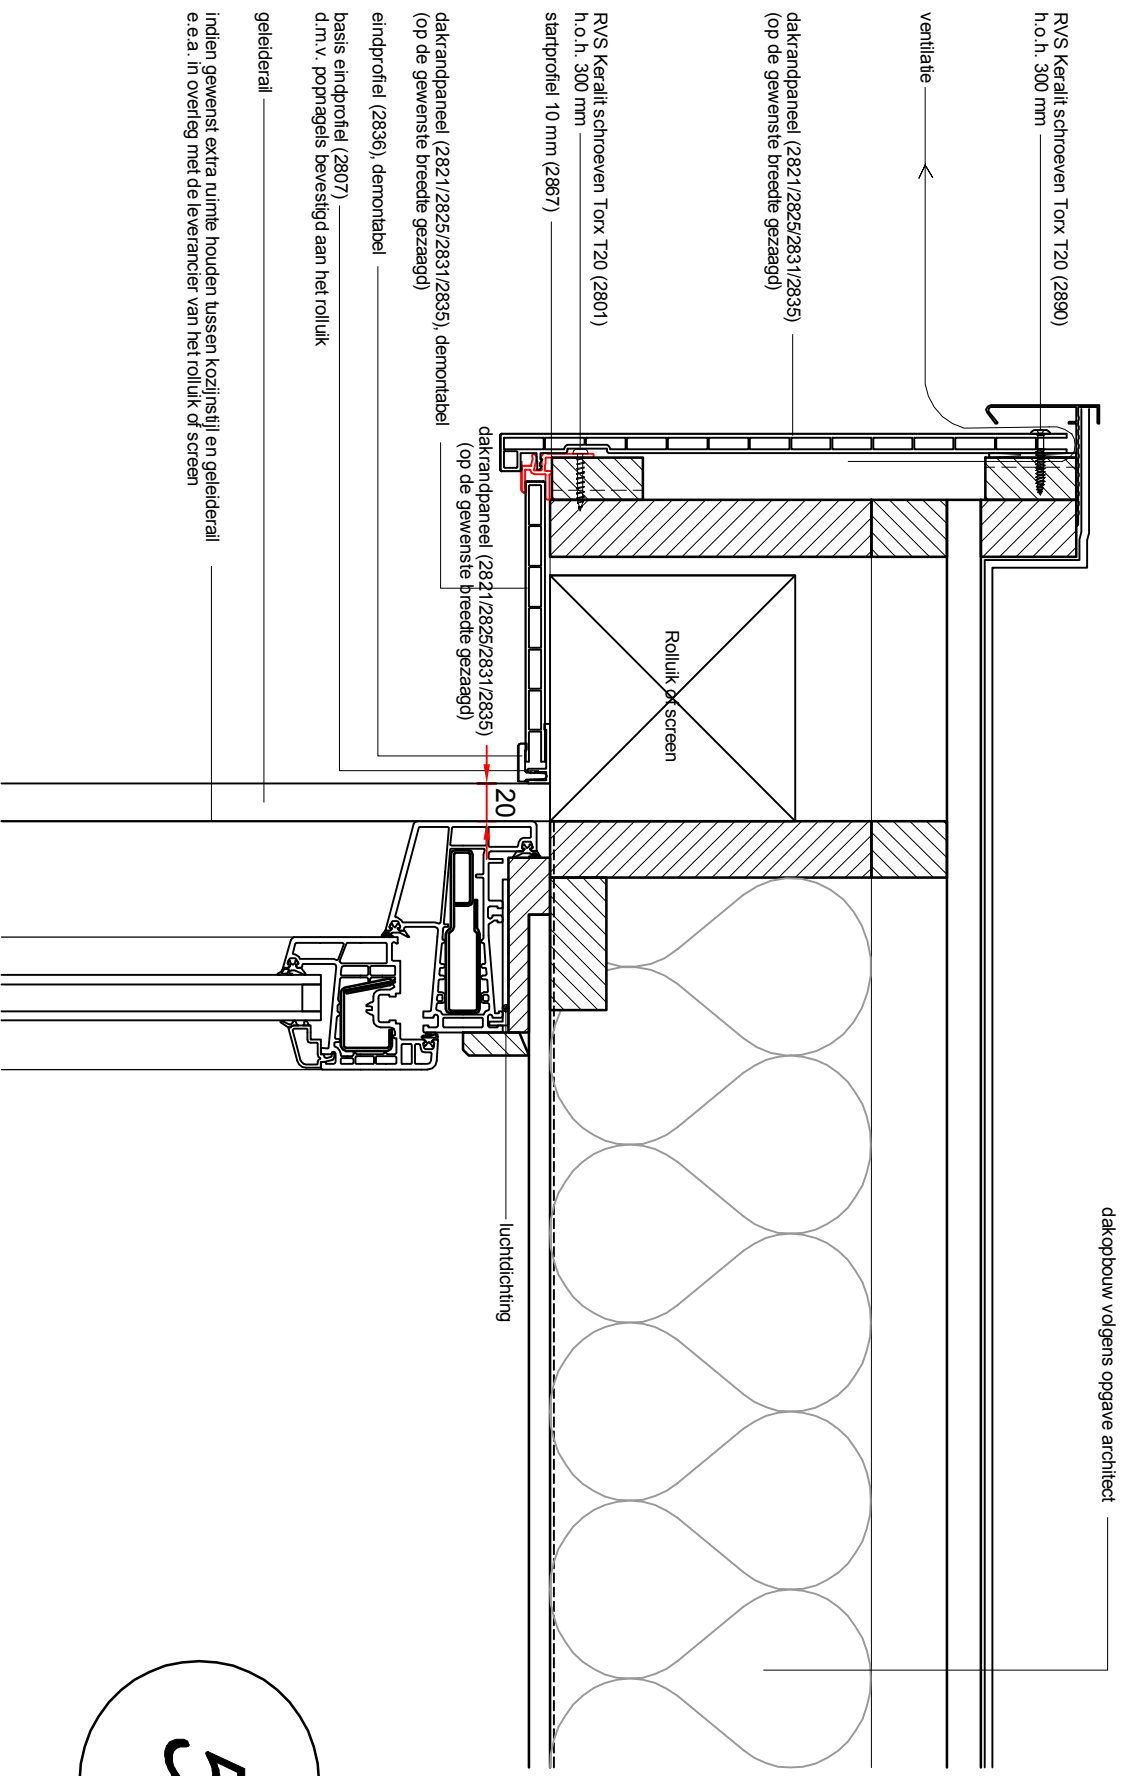 RVS Keralit schroeven Torx T20 (2890)
h.o.h. 300 mm
ventilatie
dakrandpaneel (2821/2825/2831/2835)
(op de gewenste breedte gezaagd)
RVS Keralit schroeven Torx T20 (2801)
h.o.h. 300 mm
startprofiel 10 mm (2867)
dakrandpaneel (2821/2825/2831/2835), demontabel
(op de gewenste breedte gezaagd)
eindprofiel (2836), demontabel
basis eindprofiel (2807)
d.m.v. popnagels bevestigd aan het rolluik
geleiderail
indien gewenst extra ruimte houden tussen kozijnstijl en geleiderail
e.e.a. in overleg met de leverancier van het rolluik of screen
dakrandpaneel (2821/2825/2831/2835)
(op de gewenste breedte gezaagd)
Rolluik of screen
20
luchtdichting
dakopbouw volgens opgave architect